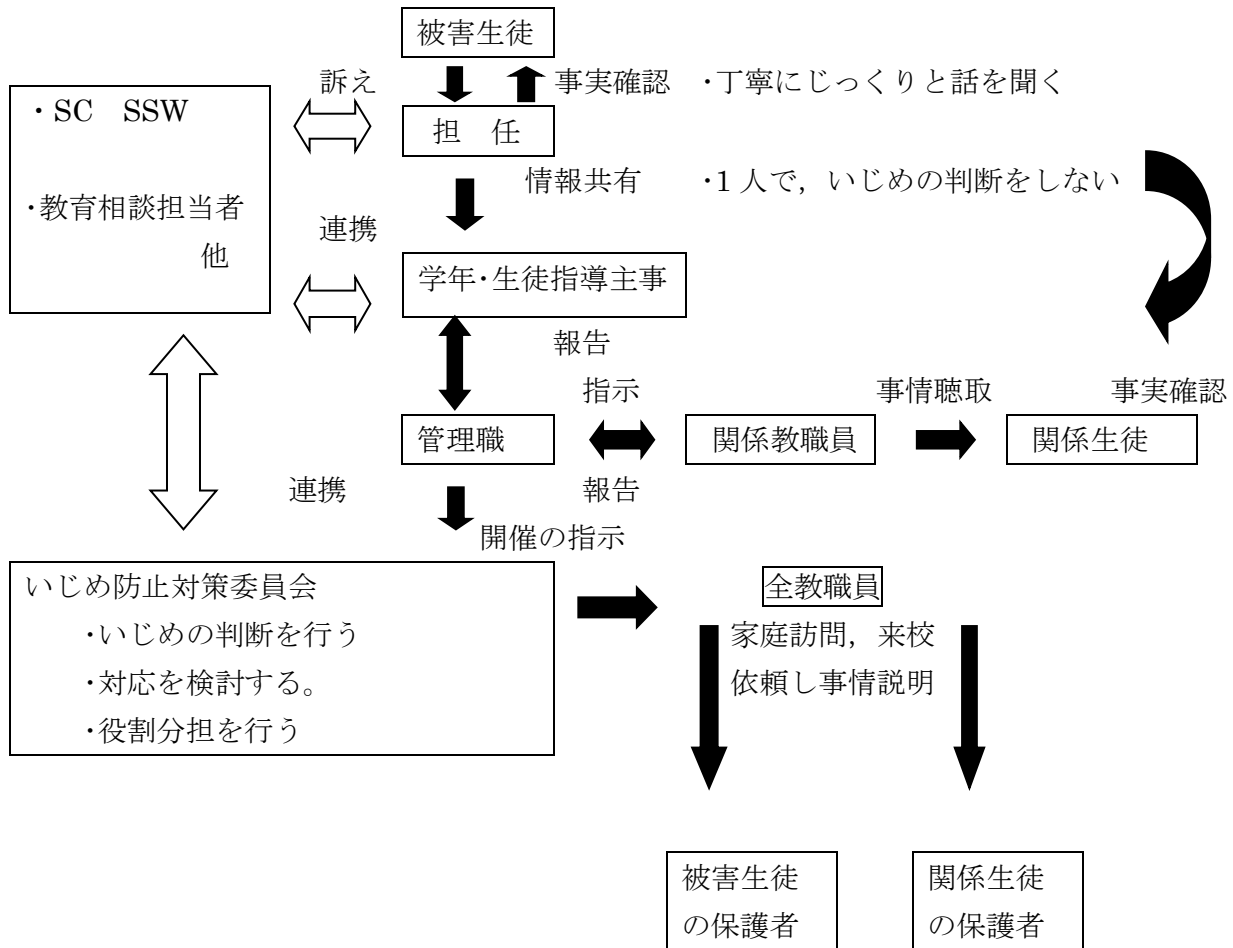 被害生徒
訴え
事実確認 ・丁寧にじっくりと話を聞く
・SC SSW
担 任
情報共有 ・1人で，いじめの判断をしない
・教育相談担当者
他
連携
学年・生徒指導主事
報告
指示
事情聴取
事実確認
管理職
関係教職員
関係生徒
連携
報告
開催の指示
いじめ防止対策委員会
・いじめの判断を行う
・対応を検討する。
・役割分担を行う
全教職員
家庭訪問，来校
依頼し事情説明
被害生徒
の保護者
関係生徒
の保護者